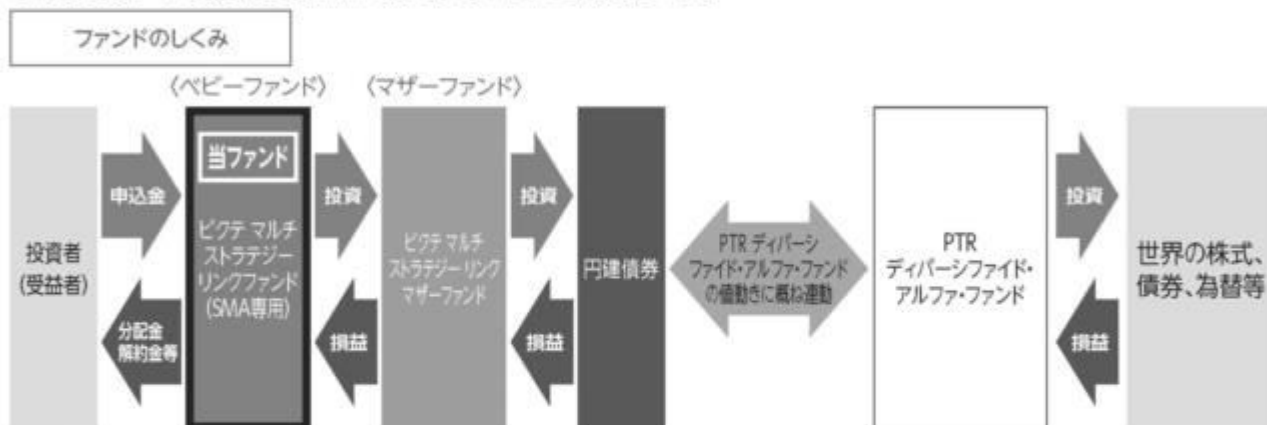 ファンドのしくみ
〈ベビーファンド〉
〈マザーファンド〉
投資者
(受益者)
申込金
分配金
解約金等
当ファンド
ピクテ マルチ
ストラテジー
リンクファンド
(SMA専用)
投資
損益
ピクテ マルチ
ストラテジー リンク
マザーファンド
投資
損益
円建債券
PTR ディバーシ
ファイド・アルファ・ファンド
の値動きに概ね連動
PTR
ディバーシファイド・
アルファ・ファンド
投資
損益
世界の株式、
債券、為替等